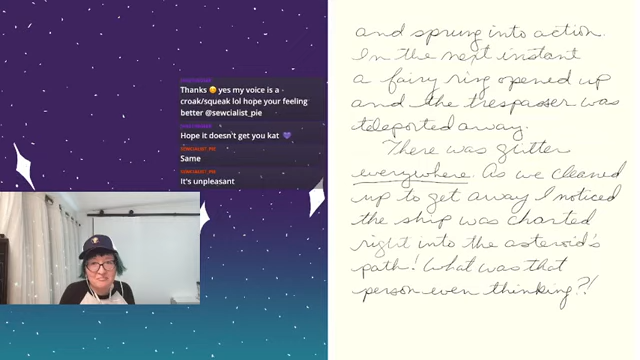 Thanks 😀 yes my voice is a
croak/squeak lol hope your feeling
better @sewcialist_pie
Hope it doesn't get you kat 💜
SEWCIALIST_PIE
Same
SEWCIALIST_PIE
It's unpleasant
and sprung into action.
In the next instant
a fairy ring opened up
and the trespasser was
teleported away.
There was glitter
everywhere. As we cleaned
up to get away I noticed
the ship was charted
right into the asteroid's
path! What was that
person even thinking?!